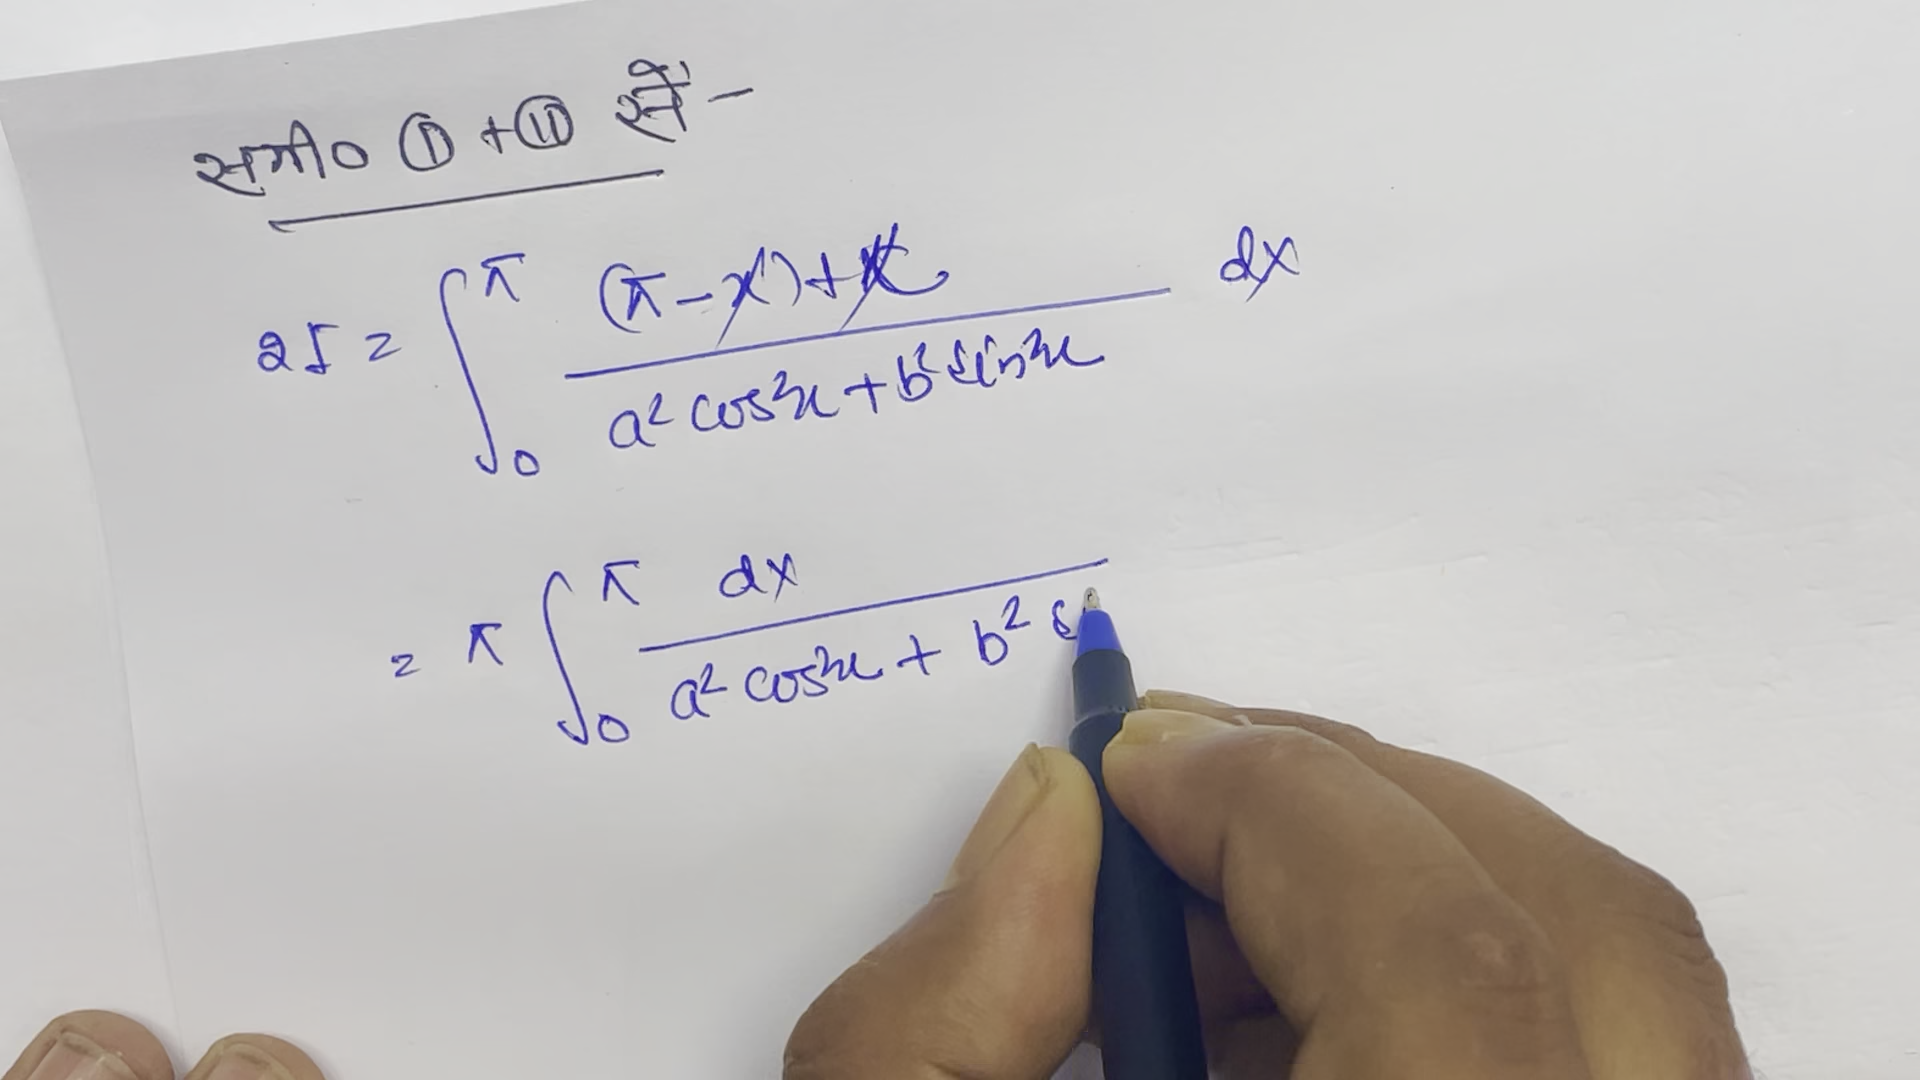 समी० (I) + (II) सें -
2I = ∫₀^π (π-x)+x / a² cos²x + b² sin²x dx
= π ∫₀^π dx / a² cos²x + b² s